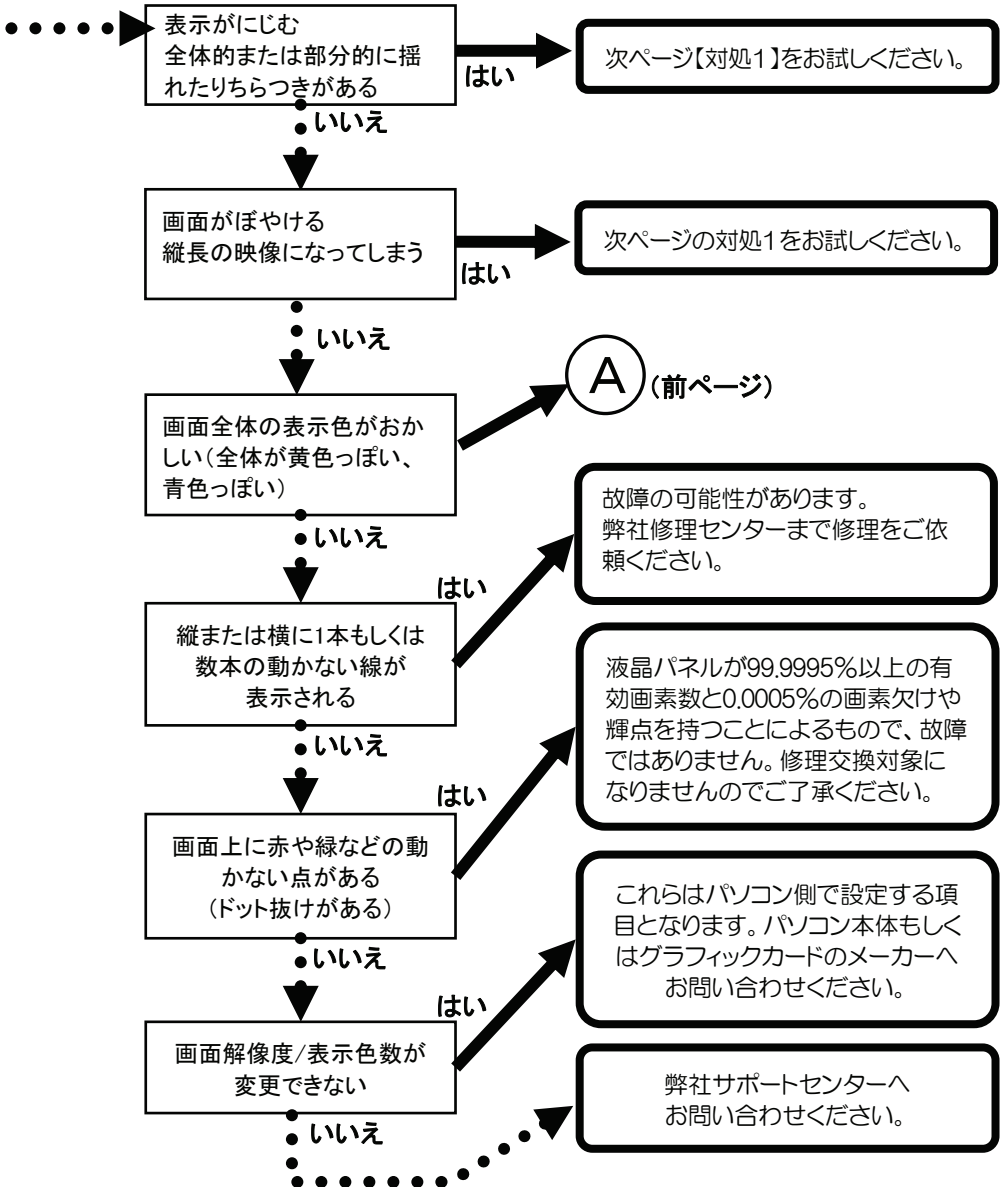 表示がにじむ
全体的または部分的に揺
れたりちらつきがある
はい
次ページ【対処1】をお試しください。
いいえ
画面がぼやける
縦長の映像になってしまう
はい
次ページの対処1をお試しください。
いいえ
A
(前ページ)
画面全体の表示色がおか
しい(全体が黄色っぽい、
青色っぽい)
いいえ
はい
故障の可能性があります。
弊社修理センターまで修理をご依
頼ください。
縦または横に1本もしくは
数本の動かない線が
表示される
いいえ
はい
液晶パネルが99.9995%以上の有
効画素数と0.0005%の画素欠けや
輝点を持つことによるもので、故障
ではありません。修理交換対象に
なりませんのでご了承ください。
画面上に赤や緑などの動
かない点がある
(ドット抜けがある)
いいえ
はい
これらはパソコン側で設定する項
目となります。パソコン本体もしく
はグラフィックカードのメーカーへ
お問い合わせください。
画面解像度/表示色数が
変更できない
いいえ
弊社サポートセンターへ
お問い合わせください。